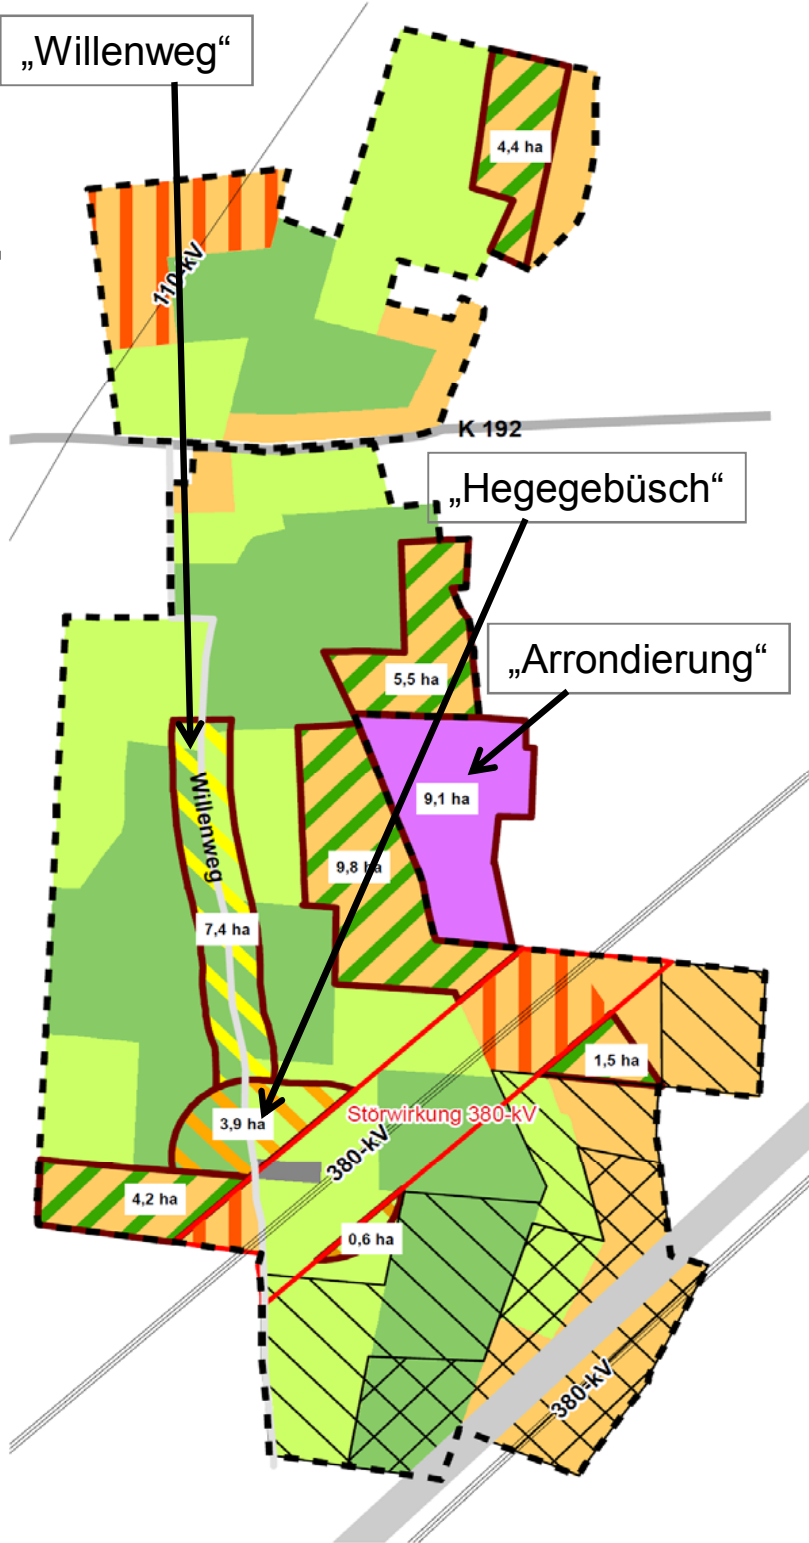 „Willenweg“
4,4 ha
110-kV
K 192
„Hegegebüsch“
„Arrondierung“
5,5 ha
9,1 ha
Willenweg
9,8 ha
7,4 ha
1,5 ha
Störwirkung 380-kV
3,9 ha
380-kV
4,2 ha
0,6 ha
380-kV